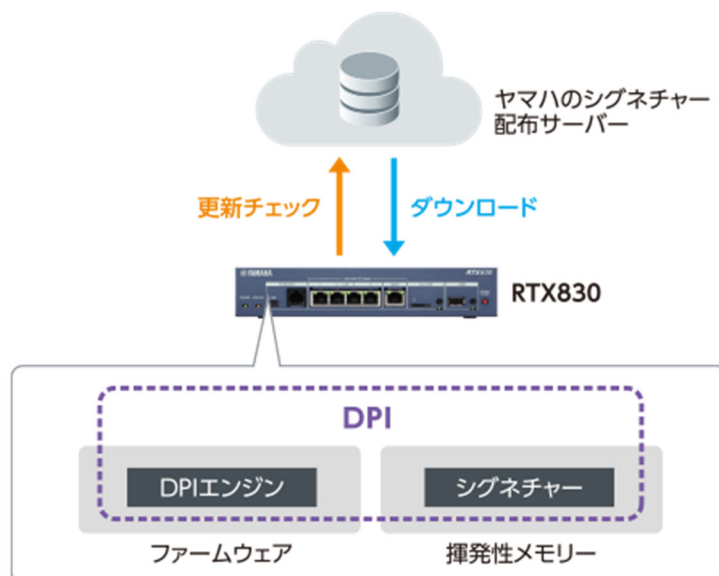 ヤマハのシグネチャー
配布サーバー
更新チェック
ダウンロード
YAMAHA
RTX830
RTX830
DPI
DPIエンジン
シグネチャー
ファームウェア
揮発性メモリー